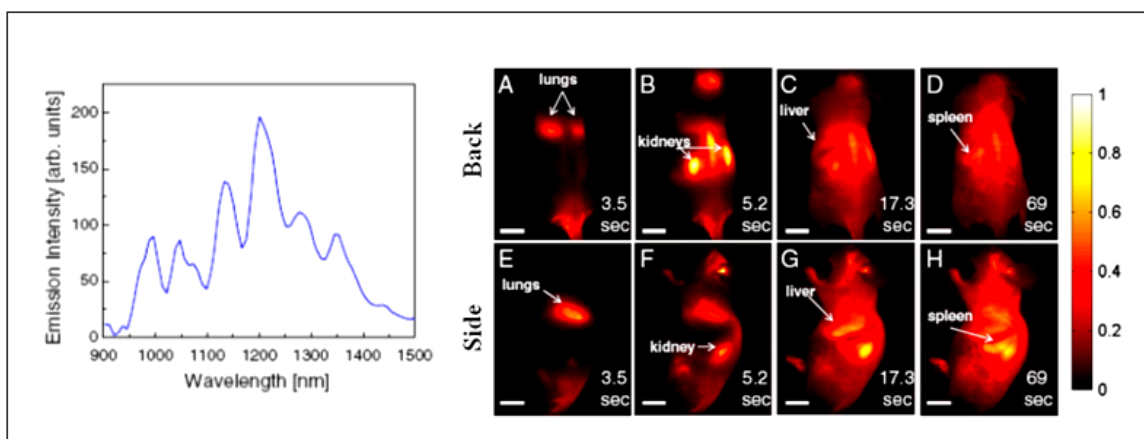 Emission Intensity [arb. units]
200
150
100
50
0
900 1000 1100 1200 1300 1400 1500
Wavelength [nm]
Back
A
lungs
3.5
sec
B
kidneys
5.2
sec
C
liver
17.3
sec
D
spleen
69
sec
Side
E
lungs
3.5
sec
F
kidney
5.2
sec
G
liver
17.3
sec
H
spleen
69
sec
1
0.8
0.6
0.4
0.2
0